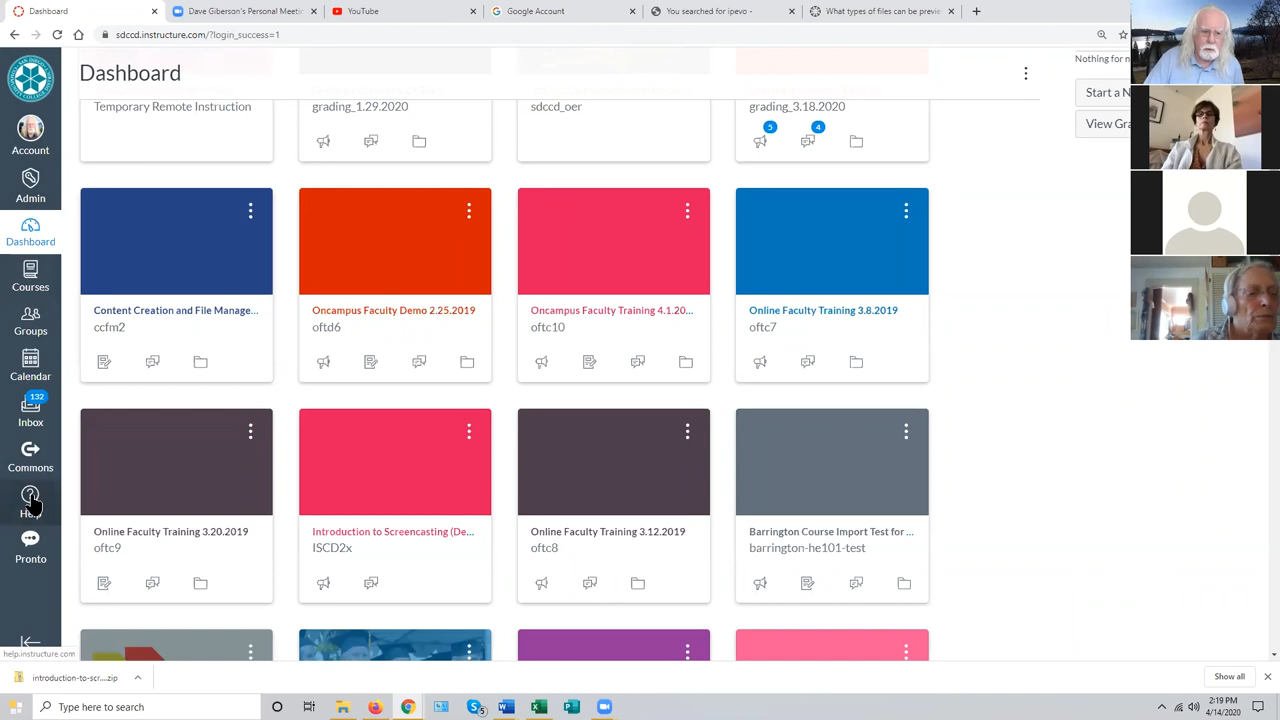 Dashboard
Dave Giberson's Personal Meeti
YouTube
Google Account
You searched for ipevo -
What types of files can be previe
sdccd.instructure.com/?login_success=1
Dashboard
Nothing for n
Start a N
View Gra
Temporary Remote Instruction
grading_1.29.2020
sdccd_oer
grading_3.18.2020
5
4
Account
Admin
Dashboard
Courses
Groups
Calendar
132
Inbox
Commons
Help
Pronto
Content Creation and File Manage...
ccfm2
Oncampus Faculty Demo 2.25.2019
oftd6
Oncampus Faculty Training 4.1.20...
oftc10
Online Faculty Training 3.8.2019
oftc7
Online Faculty Training 3.20.2019
oftc9
Introduction to Screencasting (De...
ISCD2x
Online Faculty Training 3.12.2019
oftc8
Barrington Course Import Test for ...
barrington-he101-test
help.instructure.com
introduction-to-scr....zip
Show all
Type here to search
5
2:19 PM
4/14/2020